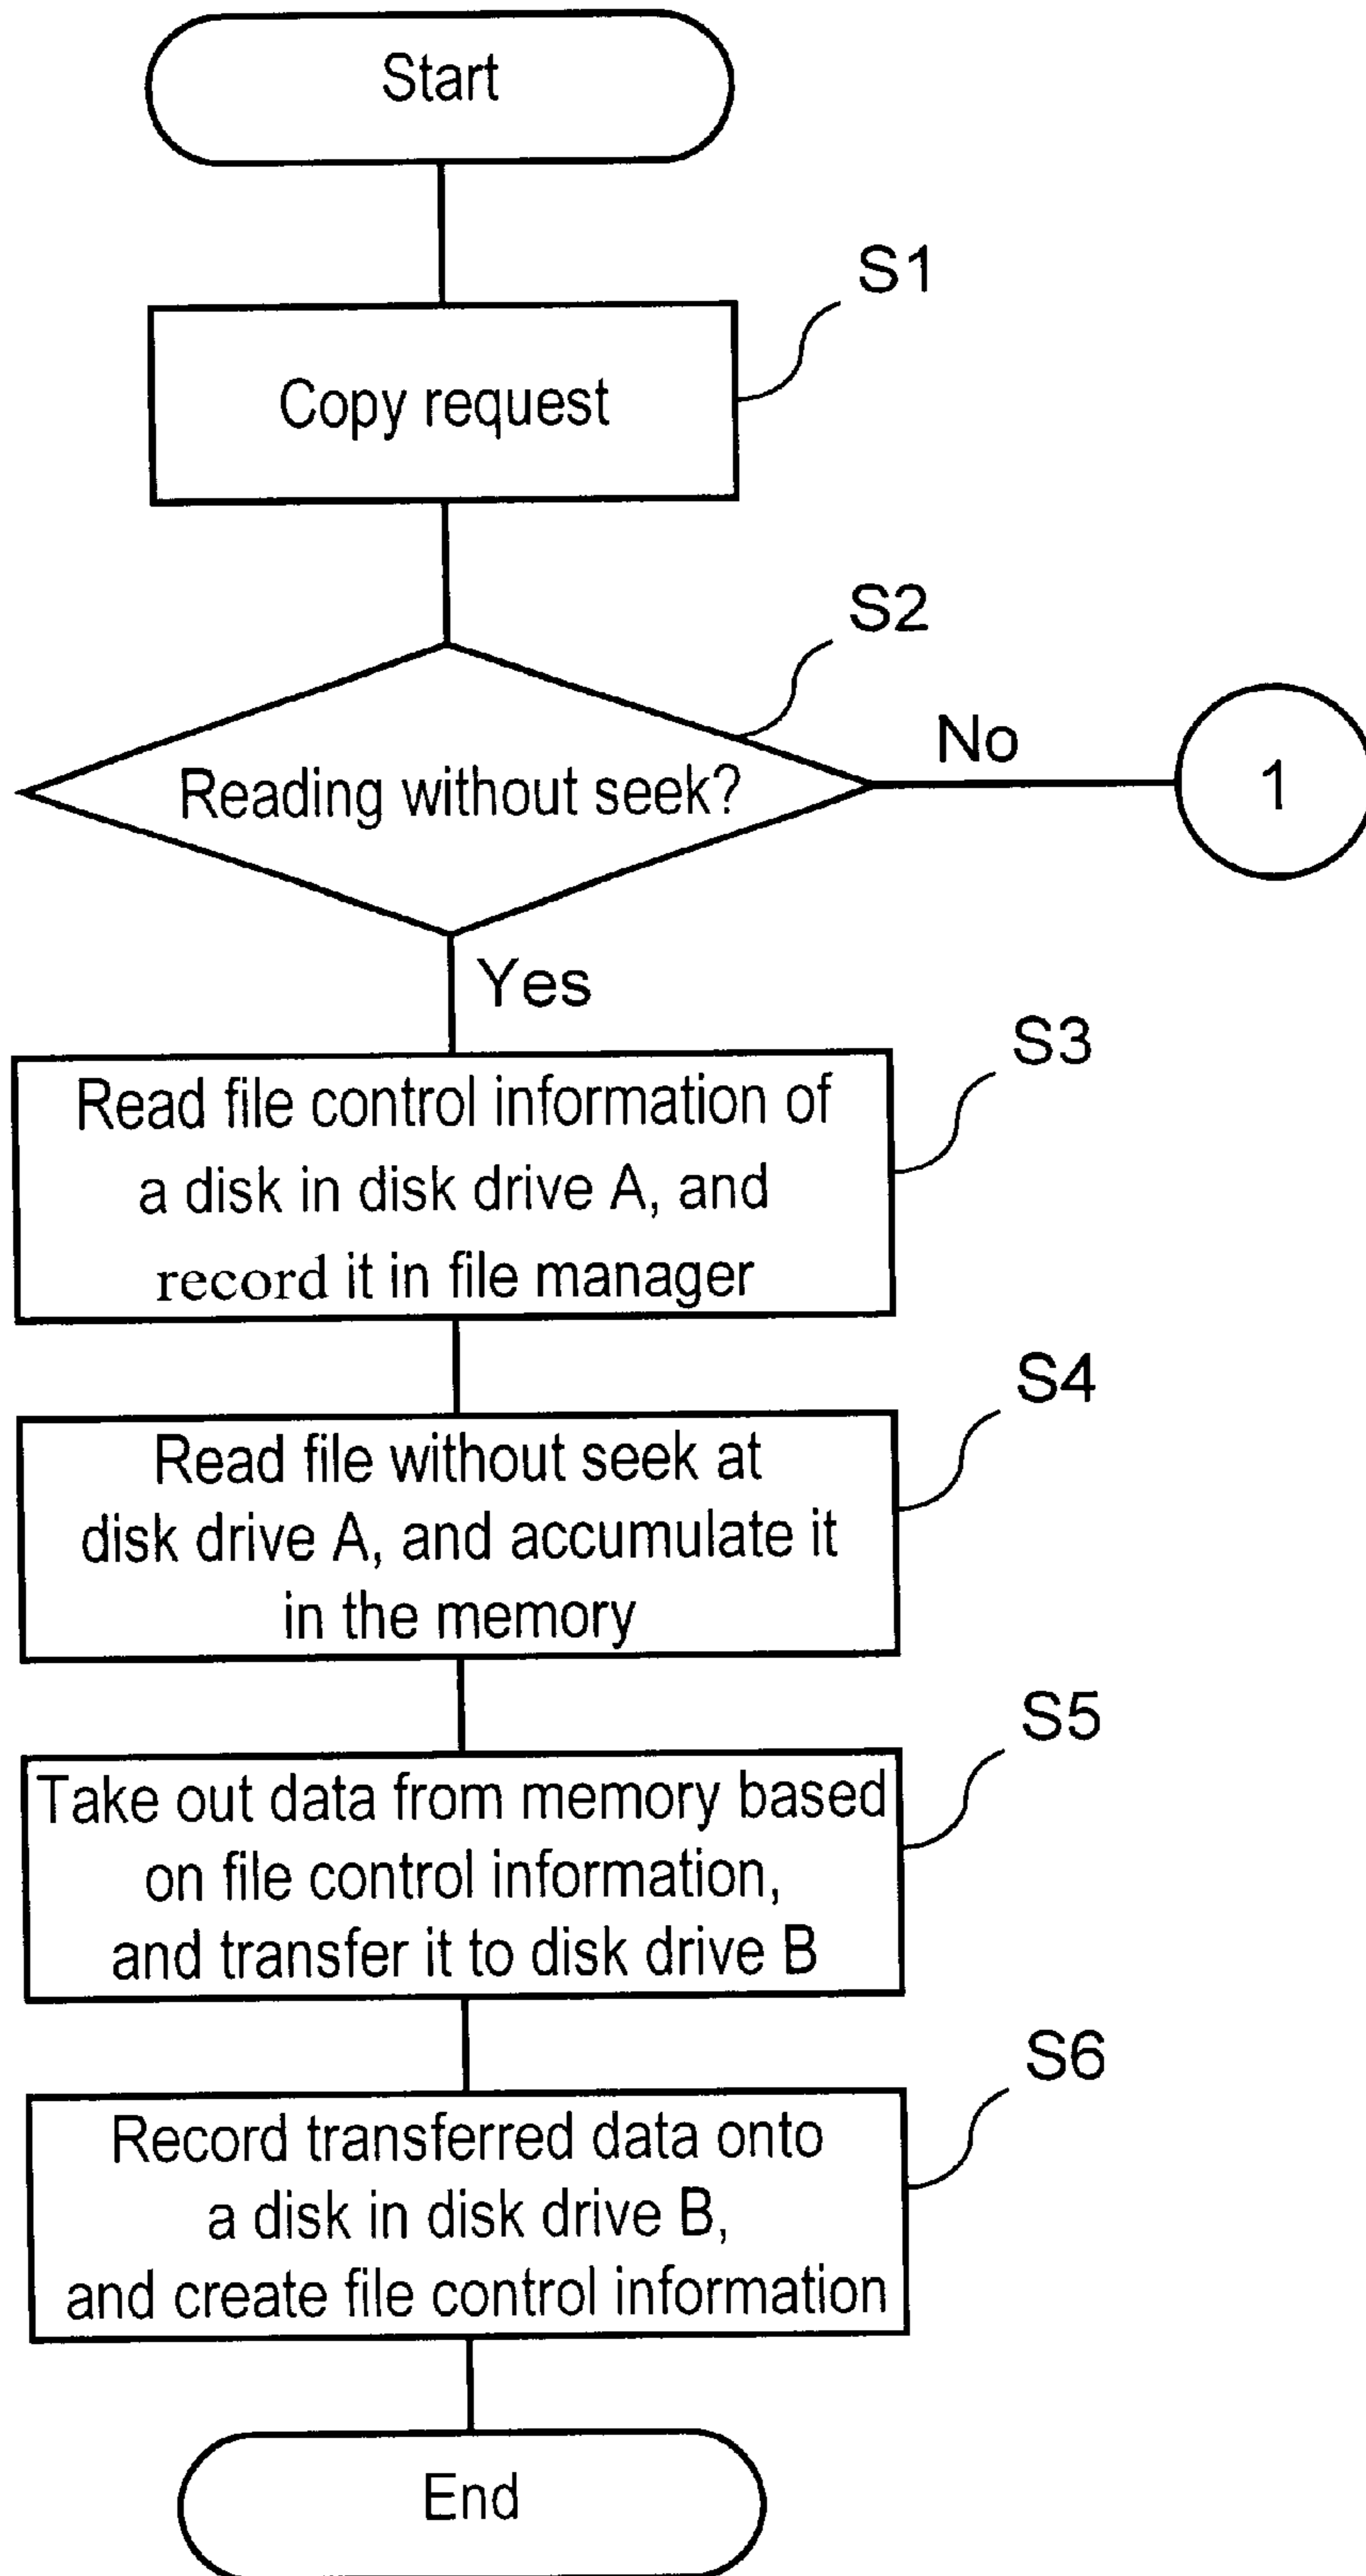 Start
S1
Copy request
S2
Reading without seek?
No
1
Yes
S3
Read file control information of
a disk in disk drive A, and
record it in file manager
S4
Read file without seek at
disk drive A, and accumulate it
in the memory
S5
Take out data from memory based
on file control information,
and transfer it to disk drive B
S6
Record transferred data onto
a disk in disk drive B,
and create file control information
End